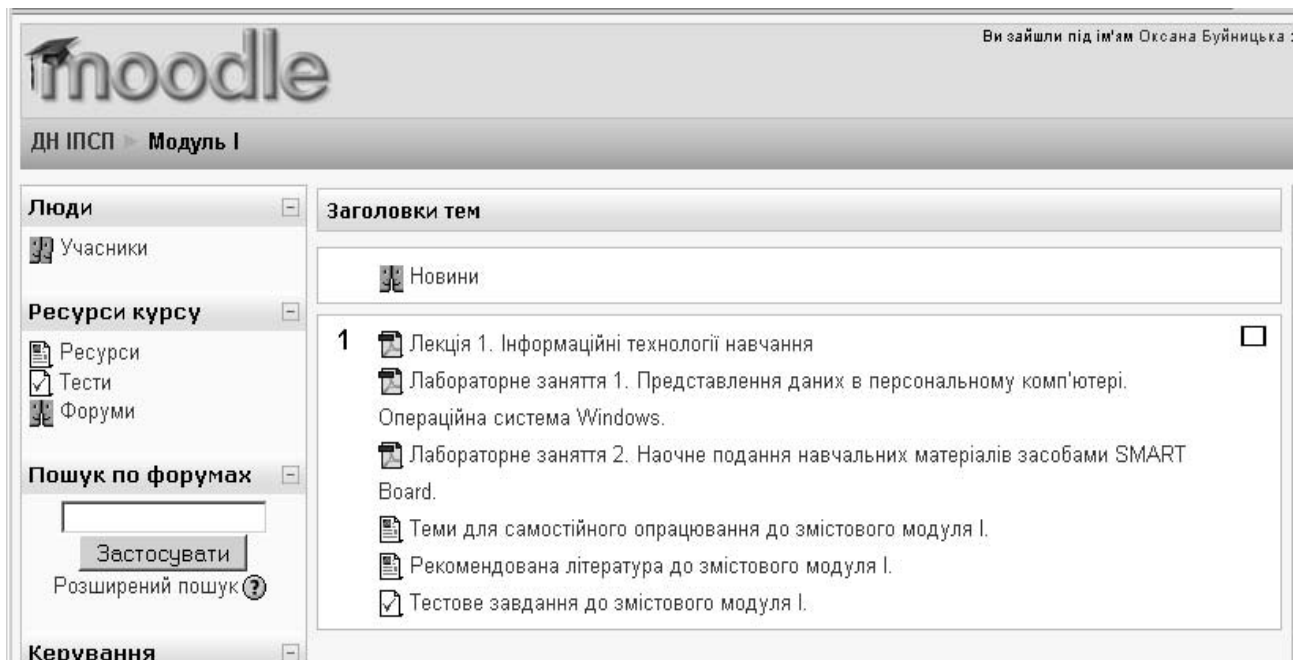 moodle
Ви зайшли під ім'ям Оксана Буйницька
ДН ІПСП ► Модуль І
Люди
Учасники
Ресурси курсу
Ресурси
Тести
Форуми
Пошук по форумах
Застосувати
Розширений пошук ?
Керування
Заголовки тем
Новини
1
Лекція 1. Інформаційні технології навчання
Лабораторне заняття 1. Представлення даних в персональному комп'ютері.
Операційна система Windows.
Лабораторне заняття 2. Наочне подання навчальних матеріалів засобами SMART
Board.
Теми для самостійного опрацювання до змістового модуля І.
Рекомендована література до змістового модуля І.
Тестове завдання до змістового модуля І.